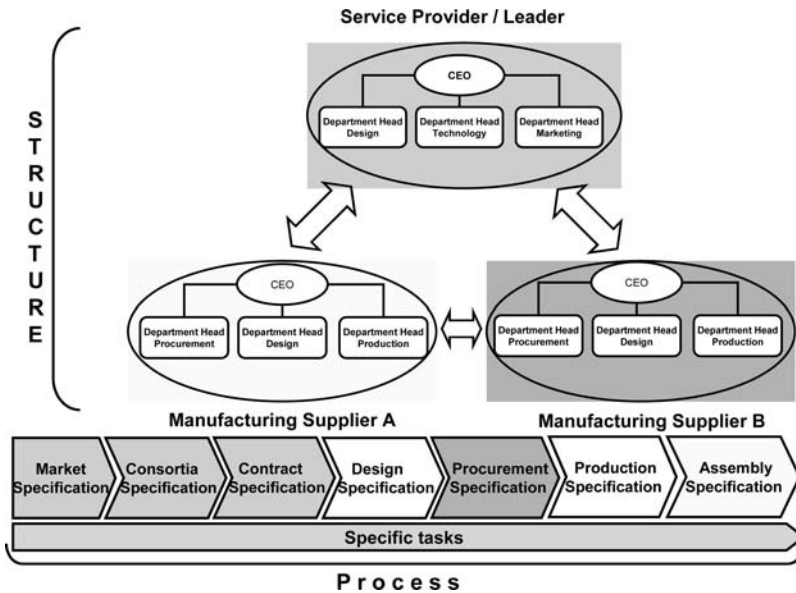 Service Provider / Leader
STRUCTURE
CEO
Department Head
Design
Department Head
Technology
Department Head
Marketing
CEO
Department Head
Procurement
Department Head
Design
Department Head
Production
CEO
Department Head
Procurement
Department Head
Design
Department Head
Production
Manufacturing Supplier A
Manufacturing Supplier B
Market
Specification
Consortia
Specification
Contract
Specification
Design
Specification
Procurement
Specification
Production
Specification
Assembly
Specification
Specific tasks
Process